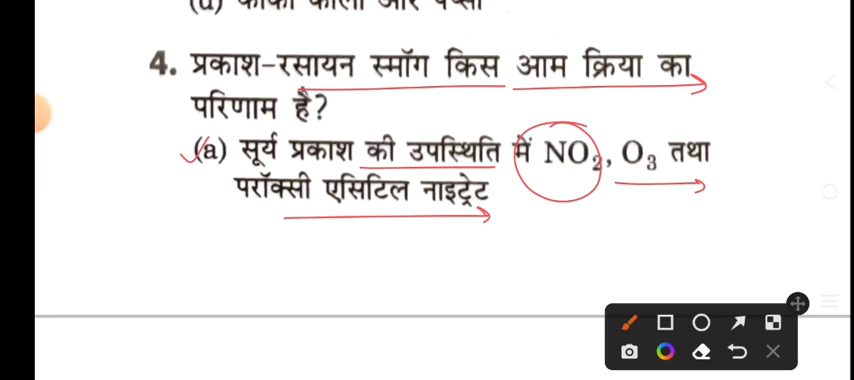 4. प्रकाश-रसायन स्मॉग किस आम क्रिया का
परिणाम है?
(a) सूर्य प्रकाश की उपस्थिति में NO₂, O₃ तथा
परॉक्सी एसिटिल नाइट्रेट